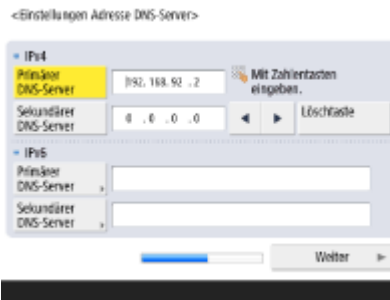 <Einstellungen Adresse DNS-Server>
IPv4
Primärer
DNS-Server
192. 168. 92 . 2
Mit Zahlentasten
eingeben.
Sekundärer
DNS-Server
0 . 0 . 0 . 0
◀ ▶
Löschtaste
IPv6
Primärer
DNS-Server
Sekundärer
DNS-Server
Weiter ▶